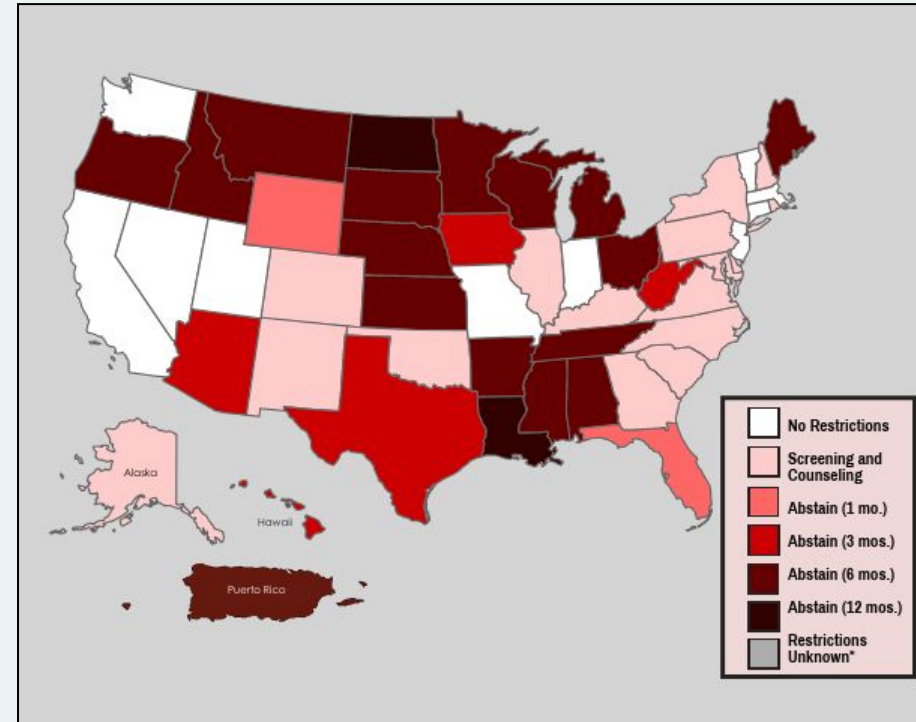 Alaska
Hawaii
Puerto Rico
No Restrictions
Screening and
Counseling
Abstain (1 mo.)
Abstain (3 mos.)
Abstain (6 mos.)
Abstain (12 mos.)
Restrictions
Unknown*